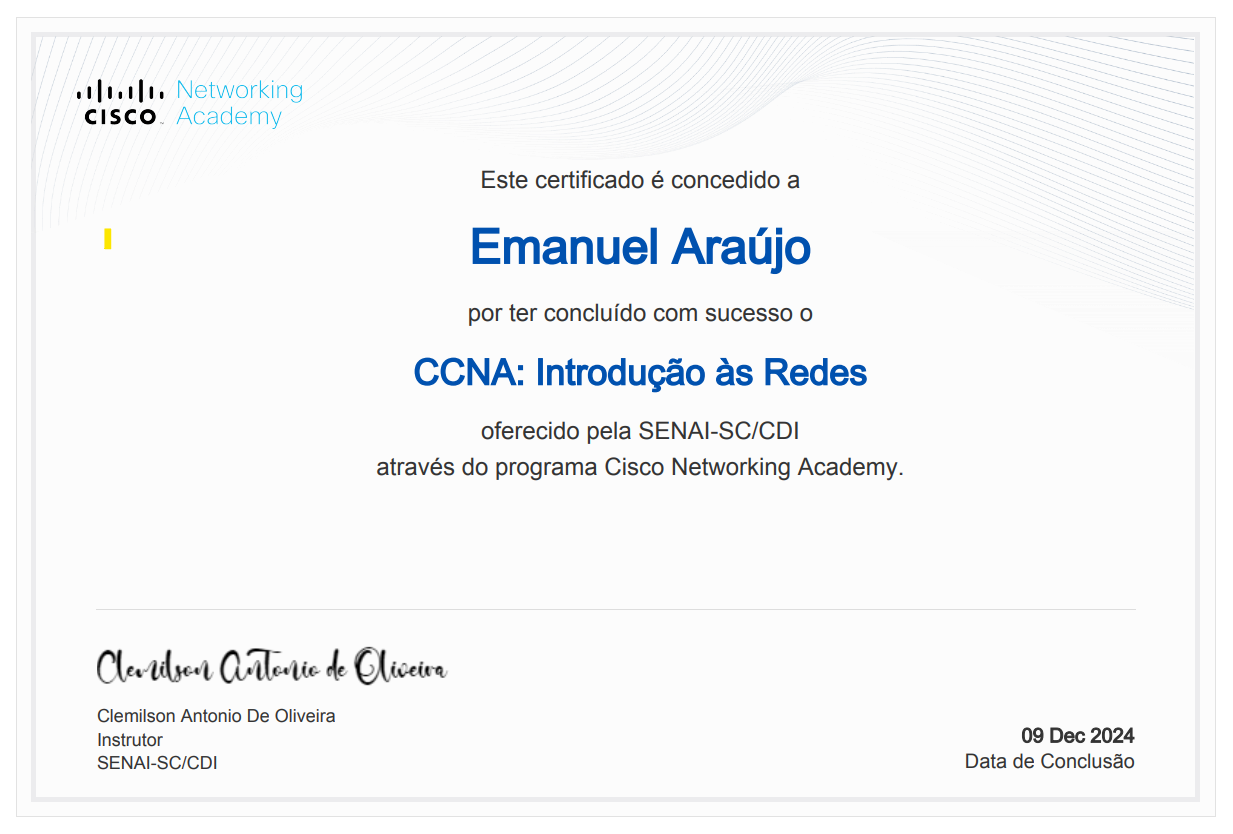 CISCO Networking
Academy
Este certificado é concedido a
Emanuel Araújo
por ter concluído com sucesso o
CCNA: Introdução às Redes
oferecido pela SENAI-SC/CDI
através do programa Cisco Networking Academy.
Clemilson Antonio de Oliveira
Clemilson Antonio De Oliveira
Instrutor
SENAI-SC/CDI
09 Dec 2024
Data de Conclusão